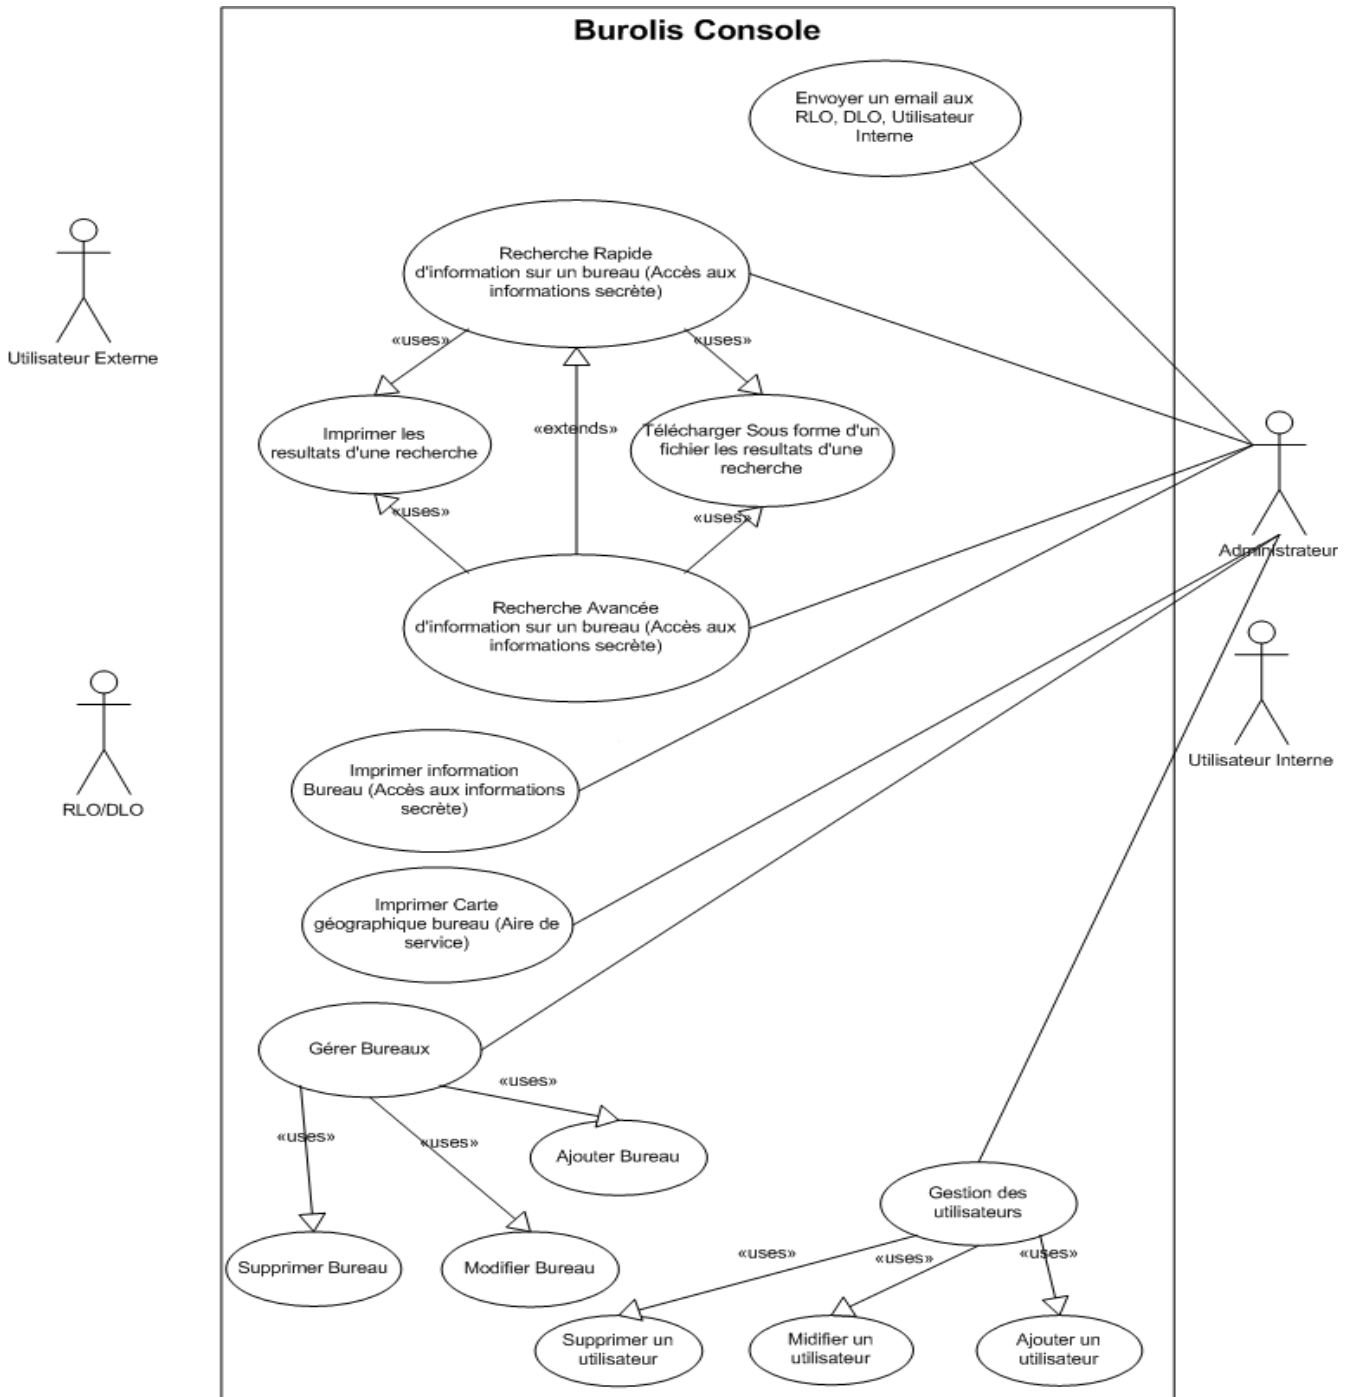 Burolis Console
Envoyer un email aux
RLO, DLO, Utilisateur
Interne
Recherche Rapide
d'information sur un bureau (Accès aux
informations secrète)
Utilisateur Externe
«uses»
«uses»
Imprimer les
resultats d'une recherche
«extends»
Télécharger Sous forme d'un
fichier les resultats d'une
recherche
«uses»
«uses»
Administrateur
Recherche Avancée
d'information sur un bureau (Accès aux
informations secrète)
Utilisateur Interne
RLO/DLO
Imprimer information
Bureau (Accès aux informations
secrète)
Imprimer Carte
géographique bureau (Aire de
service)
Gérer Bureaux
«uses»
«uses»
«uses»
Ajouter Bureau
Supprimer Bureau
Modifier Bureau
Gestion des
utilisateurs
«uses»
«uses»
«uses»
Supprimer un
utilisateur
Midifier un
utilisateur
Ajouter un
utilisateur